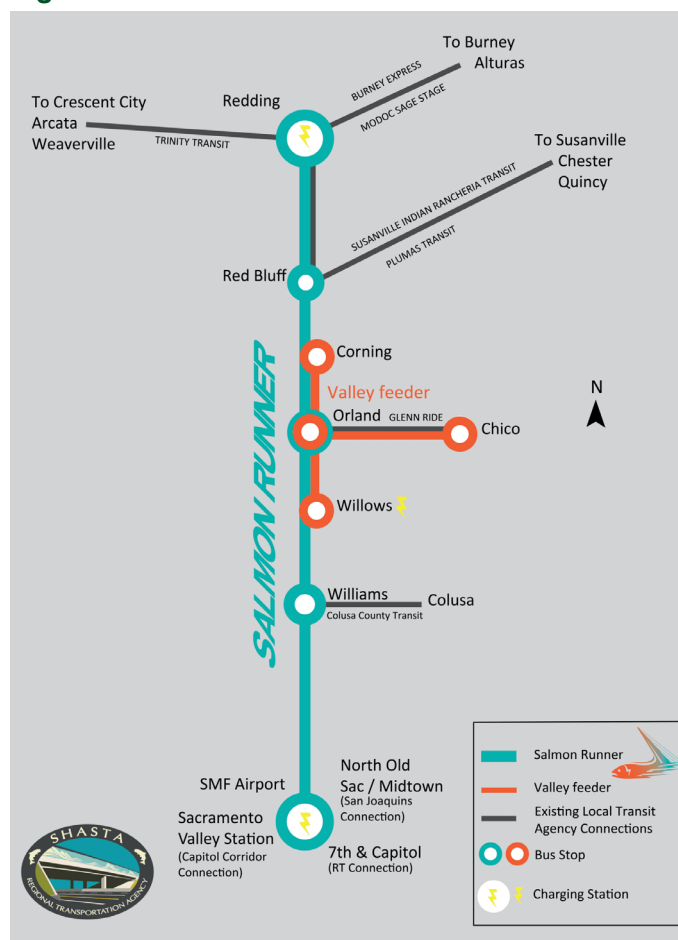 To Burney
Alturas
BURNEY EXPRESS
MODOC SAGE STAGE
Redding
To Crescent City
Arcata
Weaverville
TRINITY TRANSIT
To Susanville
Chester
Quincy
SUSANVILLE INDIAN RANCHERIA TRANSIT
PLUMAS TRANSIT
Red Bluff
Corning
Valley feeder
Orland
GLENN RIDE
Chico
N
SALMON RUNNER
Willows
Williams
Colusa
Colusa County Transit
SMF Airport
North Old
Sac / Midtown
(San Joaquins
Connection)
Sacramento
Valley Station
(Capitol Corridor
Connection)
7th & Capitol
(RT Connection)
Salmon Runner
Valley feeder
Existing Local Transit
Agency Connections
Bus Stop
Charging Station
SHASTA
REGIONAL TRANSPORTATION AGENCY